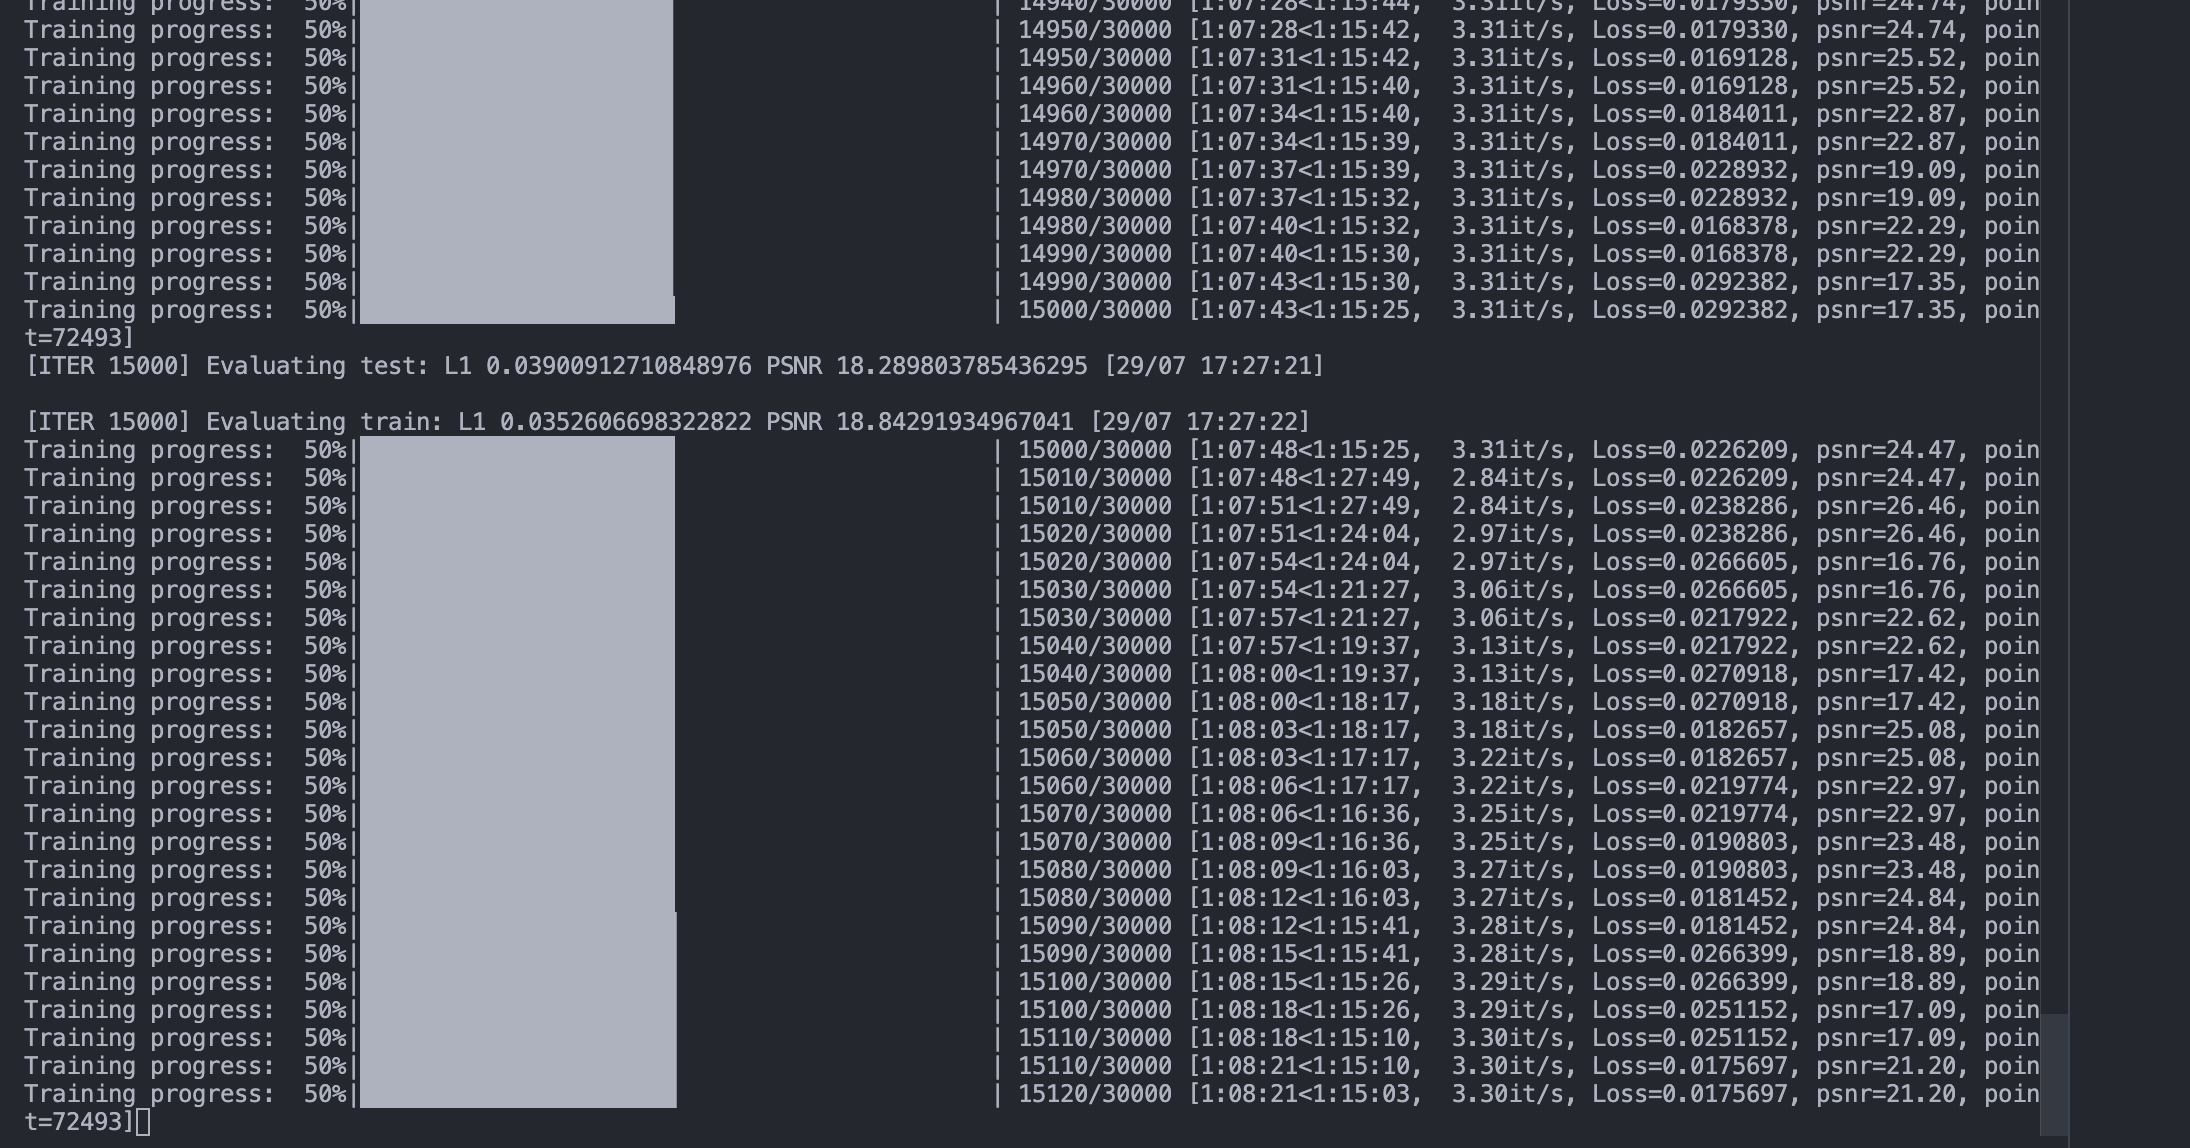 Training progress:  50%| | 14940/30000 [1:07:28<1:15:44,  3.31it/s, Loss=0.0179330, psnr=24.74, poin
Training progress:  50%| | 14950/30000 [1:07:28<1:15:42,  3.31it/s, Loss=0.0179330, psnr=24.74, poin
Training progress:  50%| | 14950/30000 [1:07:31<1:15:42,  3.31it/s, Loss=0.0169128, psnr=25.52, poin
Training progress:  50%| | 14960/30000 [1:07:31<1:15:40,  3.31it/s, Loss=0.0169128, psnr=25.52, poin
Training progress:  50%| | 14960/30000 [1:07:34<1:15:40,  3.31it/s, Loss=0.0184011, psnr=22.87, poin
Training progress:  50%| | 14970/30000 [1:07:34<1:15:39,  3.31it/s, Loss=0.0184011, psnr=22.87, poin
Training progress:  50%| | 14970/30000 [1:07:37<1:15:39,  3.31it/s, Loss=0.0228932, psnr=19.09, poin
Training progress:  50%| | 14980/30000 [1:07:37<1:15:32,  3.31it/s, Loss=0.0228932, psnr=19.09, poin
Training progress:  50%| | 14980/30000 [1:07:40<1:15:32,  3.31it/s, Loss=0.0168378, psnr=22.29, poin
Training progress:  50%| | 14990/30000 [1:07:40<1:15:30,  3.31it/s, Loss=0.0168378, psnr=22.29, poin
Training progress:  50%| | 14990/30000 [1:07:43<1:15:30,  3.31it/s, Loss=0.0292382, psnr=17.35, poin
Training progress:  50%| | 15000/30000 [1:07:43<1:15:25,  3.31it/s, Loss=0.0292382, psnr=17.35, poin
t=72493]
[ITER 15000] Evaluating test: L1 0.03900912710848976 PSNR 18.289803785436295 [29/07 17:27:21]
[ITER 15000] Evaluating train: L1 0.0352606698322822 PSNR 18.84291934967041 [29/07 17:27:22]
Training progress:  50%| | 15000/30000 [1:07:48<1:15:25,  3.31it/s, Loss=0.0226209, psnr=24.47, poin
Training progress:  50%| | 15010/30000 [1:07:48<1:27:49,  2.84it/s, Loss=0.0226209, psnr=24.47, poin
Training progress:  50%| | 15010/30000 [1:07:51<1:27:49,  2.84it/s, Loss=0.0238286, psnr=26.46, poin
Training progress:  50%| | 15020/30000 [1:07:51<1:24:04,  2.97it/s, Loss=0.0238286, psnr=26.46, poin
Training progress:  50%| | 15020/30000 [1:07:54<1:24:04,  2.97it/s, Loss=0.0266605, psnr=16.76, poin
Training progress:  50%| | 15030/30000 [1:07:54<1:21:27,  3.06it/s, Loss=0.0266605, psnr=16.76, poin
Training progress:  50%| | 15030/30000 [1:07:57<1:21:27,  3.06it/s, Loss=0.0217922, psnr=22.62, poin
Training progress:  50%| | 15040/30000 [1:07:57<1:19:37,  3.13it/s, Loss=0.0217922, psnr=22.62, poin
Training progress:  50%| | 15040/30000 [1:08:00<1:19:37,  3.13it/s, Loss=0.0270918, psnr=17.42, poin
Training progress:  50%| | 15050/30000 [1:08:00<1:18:17,  3.18it/s, Loss=0.0270918, psnr=17.42, poin
Training progress:  50%| | 15050/30000 [1:08:03<1:18:17,  3.18it/s, Loss=0.0182657, psnr=25.08, poin
Training progress:  50%| | 15060/30000 [1:08:03<1:17:17,  3.22it/s, Loss=0.0182657, psnr=25.08, poin
Training progress:  50%| | 15060/30000 [1:08:06<1:17:17,  3.22it/s, Loss=0.0219774, psnr=22.97, poin
Training progress:  50%| | 15070/30000 [1:08:06<1:16:36,  3.25it/s, Loss=0.0219774, psnr=22.97, poin
Training progress:  50%| | 15070/30000 [1:08:09<1:16:36,  3.25it/s, Loss=0.0190803, psnr=23.48, poin
Training progress:  50%| | 15080/30000 [1:08:09<1:16:03,  3.27it/s, Loss=0.0190803, psnr=23.48, poin
Training progress:  50%| | 15080/30000 [1:08:12<1:16:03,  3.27it/s, Loss=0.0181452, psnr=24.84, poin
Training progress:  50%| | 15090/30000 [1:08:12<1:15:41,  3.28it/s, Loss=0.0181452, psnr=24.84, poin
Training progress:  50%| | 15090/30000 [1:08:15<1:15:41,  3.28it/s, Loss=0.0266399, psnr=18.89, poin
Training progress:  50%| | 15100/30000 [1:08:15<1:15:26,  3.29it/s, Loss=0.0266399, psnr=18.89, poin
Training progress:  50%| | 15100/30000 [1:08:18<1:15:26,  3.29it/s, Loss=0.0251152, psnr=17.09, poin
Training progress:  50%| | 15110/30000 [1:08:18<1:15:10,  3.30it/s, Loss=0.0251152, psnr=17.09, poin
Training progress:  50%| | 15110/30000 [1:08:21<1:15:10,  3.30it/s, Loss=0.0175697, psnr=21.20, poin
Training progress:  50%| | 15120/30000 [1:08:21<1:15:03,  3.30it/s, Loss=0.0175697, psnr=21.20, poin
t=72493]